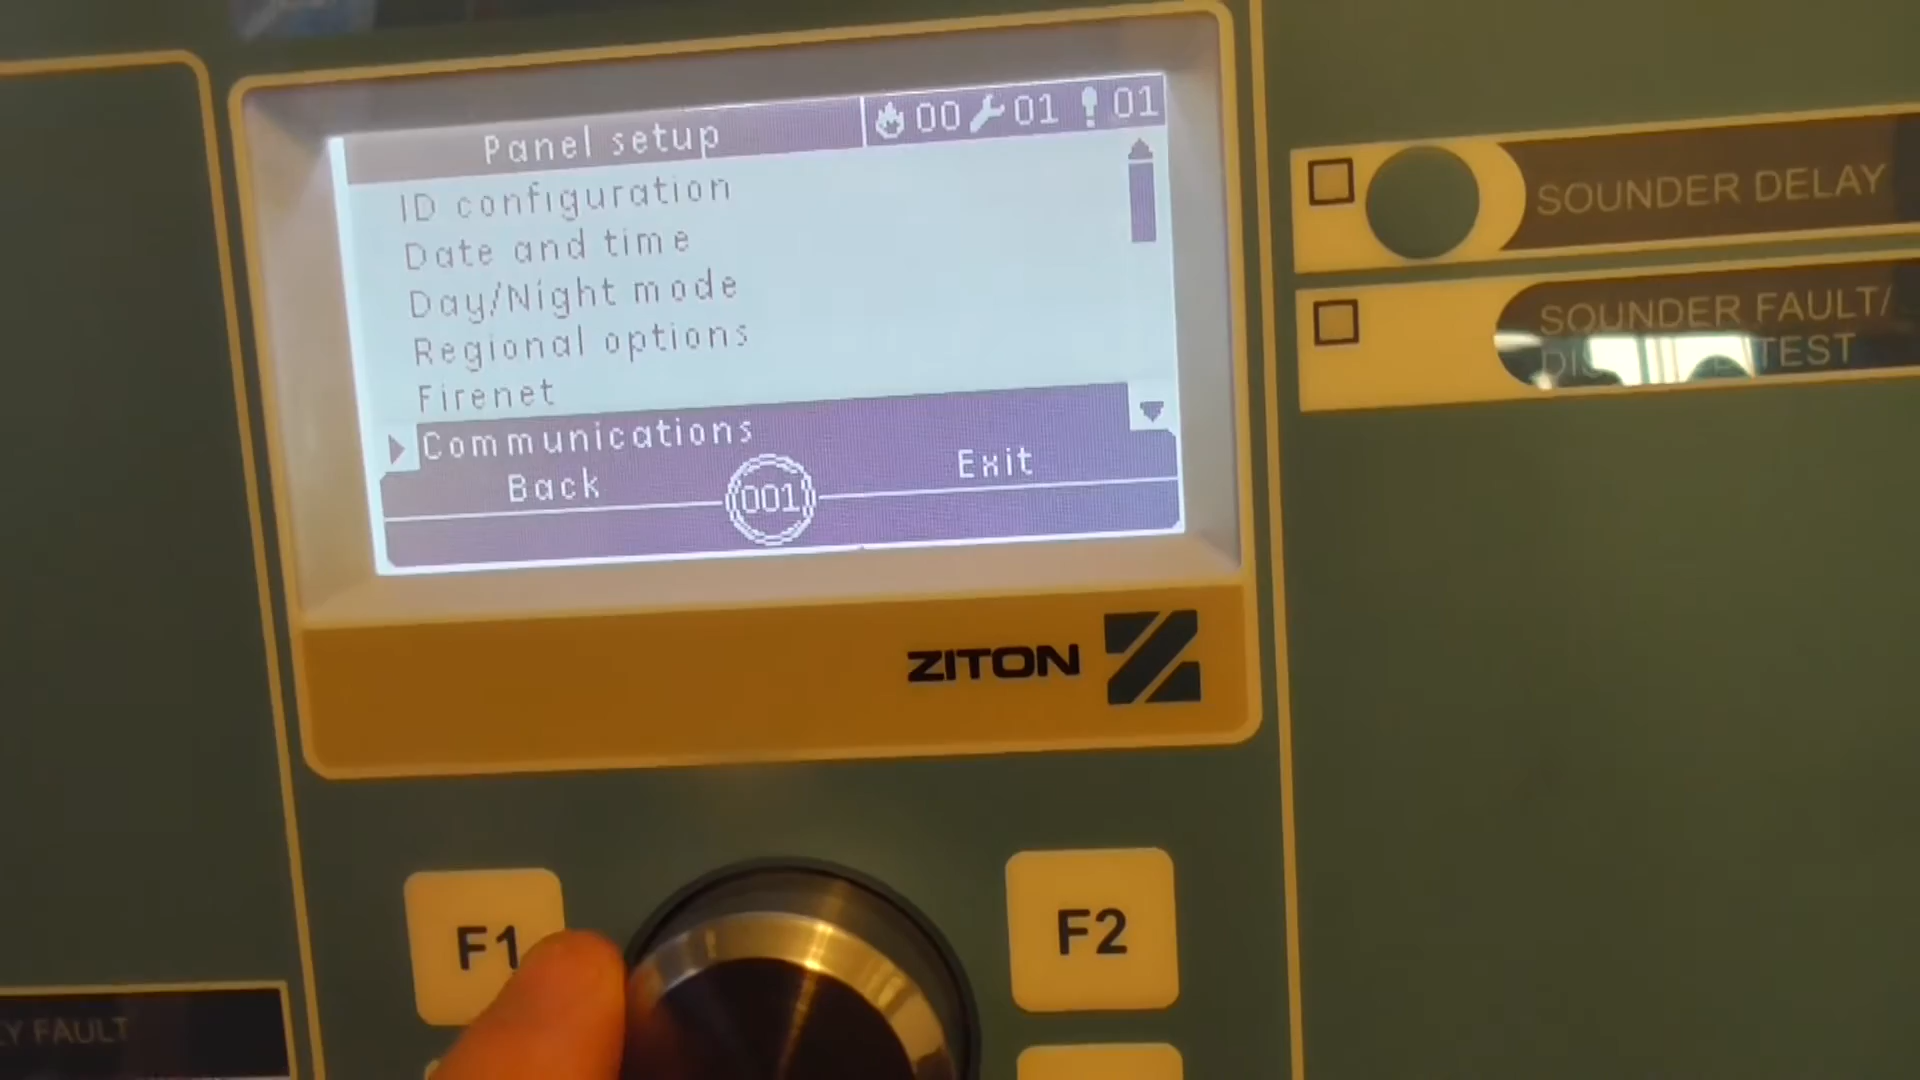 Panel setup 00 01 01
ID configuration
Date and time
Day/Night mode
Regional options
Firenet
Communications
Back 001 Exit
ZITON
F1 F2
SOUNDER DELAY
SOUNDER FAULT/
TEST
FAULT